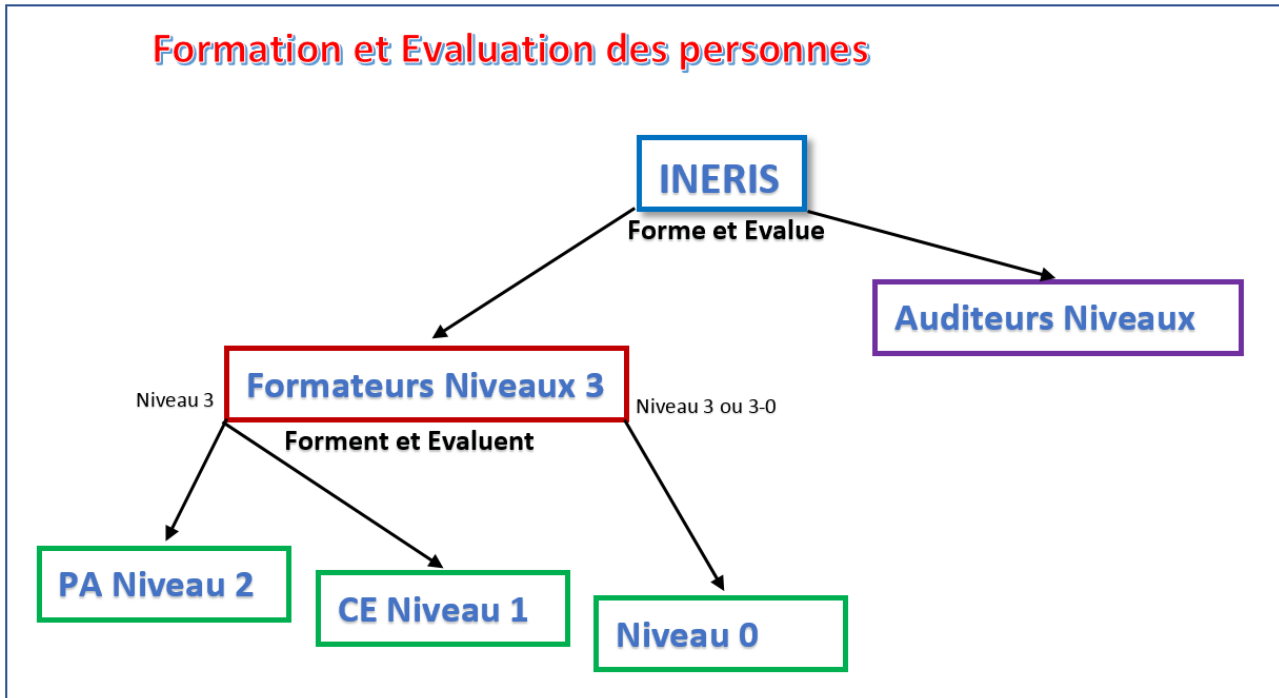 Formation et Evaluation des personnes
INERIS
Forme et Evalue
Auditeurs Niveaux
Formateurs Niveaux 3
Niveau 3
Niveau 3 ou 3-0
Forment et Evaluent
PA Niveau 2
CE Niveau 1
Niveau 0